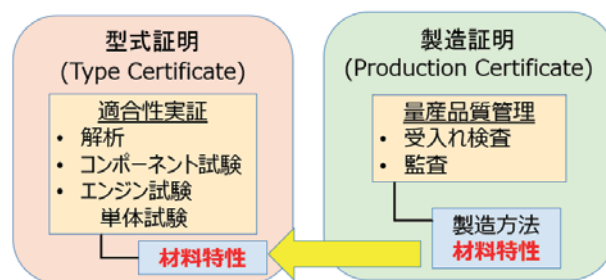 型式証明
(Type Certificate)
適合性実証
• 解析
• コンポーネント試験
• エンジン試験
単体試験
材料特性
製造証明
(Production Certificate)
量産品質管理
• 受入れ検査
• 監査
製造方法
材料特性